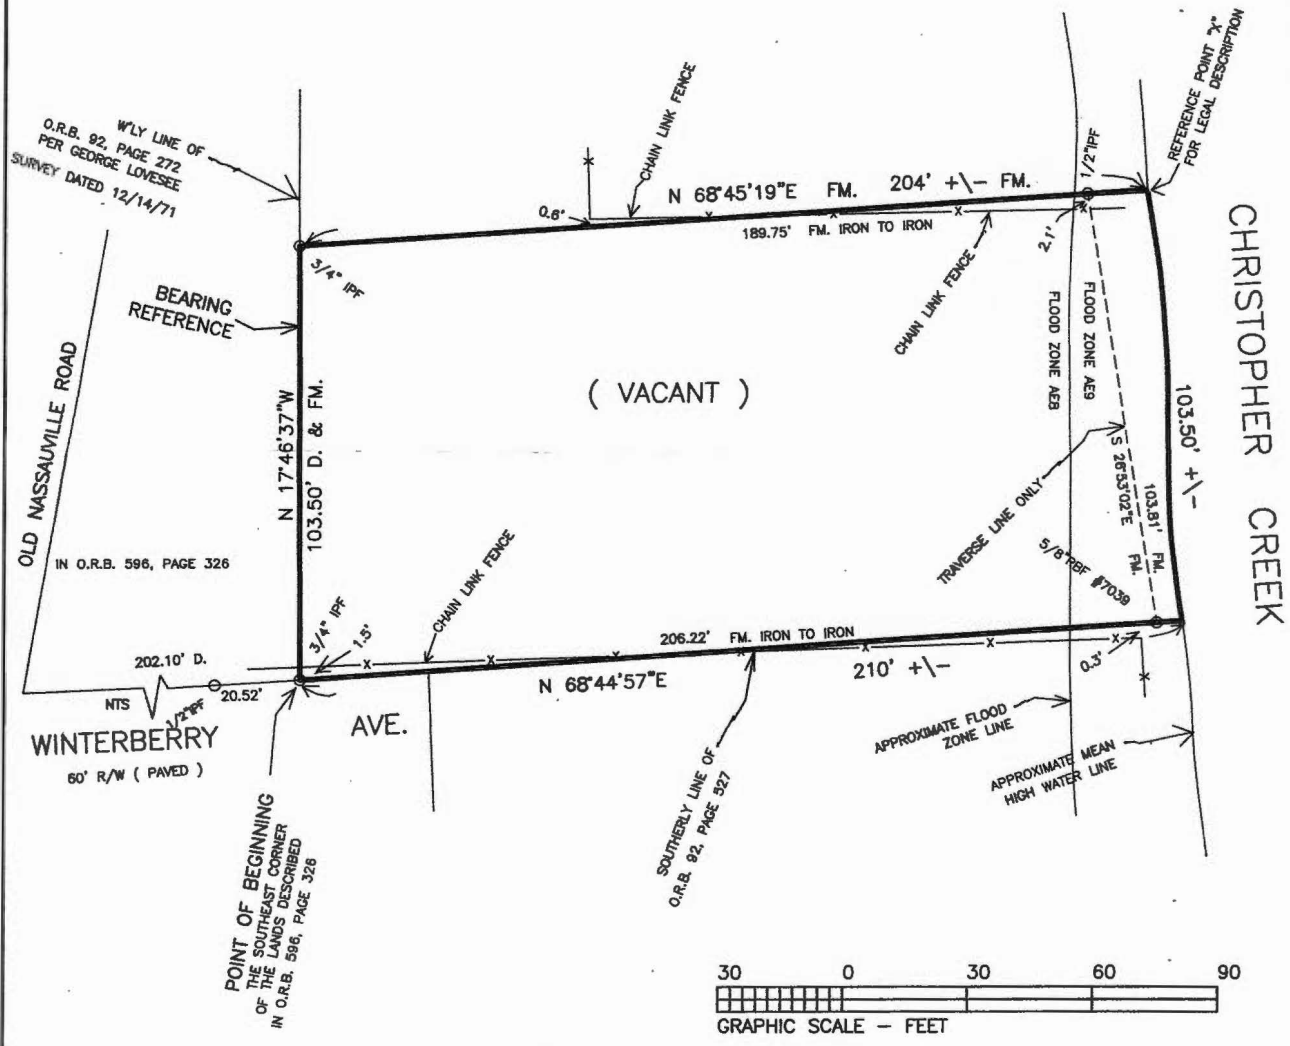 W'LY LINE OF
O.R.B. 92, PAGE 272
PER GEORGE LOVESEE
SURVEY DATED 12/14/71
CHAIN LINK FENCE
REFERENCE POINT "X"
FOR LEGAL DESCRIPTION
1/2"IPF
N 68°45'19"E FM. 204' +\- FM.
0.6'
189.75' FM. IRON TO IRON
2.1'
3/4" IPF
CHAIN LINK FENCE
BEARING
REFERENCE
FLOOD ZONE AE8
FLOOD ZONE AE9
CHRISTOPHER CREEK
OLD NASSAUVILLE ROAD
N 17°46'37"W
103.50' D. & FM.
( VACANT )
103.50' +\-
S 26°53'02"E FM.
103.81' FM.
TRAVERSE LINE ONLY
5/8"RBF #7039
IN O.R.B. 596, PAGE 326
3/4" IPF
1.5'
CHAIN LINK FENCE
206.22' FM. IRON TO IRON
N 68°44'57"E
210' +\-
0.3'
202.10' D.
NTS
1/2"IPF
20.52'
WINTERBERRY AVE.
60' R/W ( PAVED )
APPROXIMATE FLOOD
ZONE LINE
APPROXIMATE MEAN
HIGH WATER LINE
SOUTHERLY LINE OF
O.R.B. 92, PAGE 527
POINT OF BEGINNING
THE SOUTHEAST CORNER
OF THE LANDS DESCRIBED
IN O.R.B. 596, PAGE 326
30 0 30 60 90
GRAPHIC SCALE - FEET